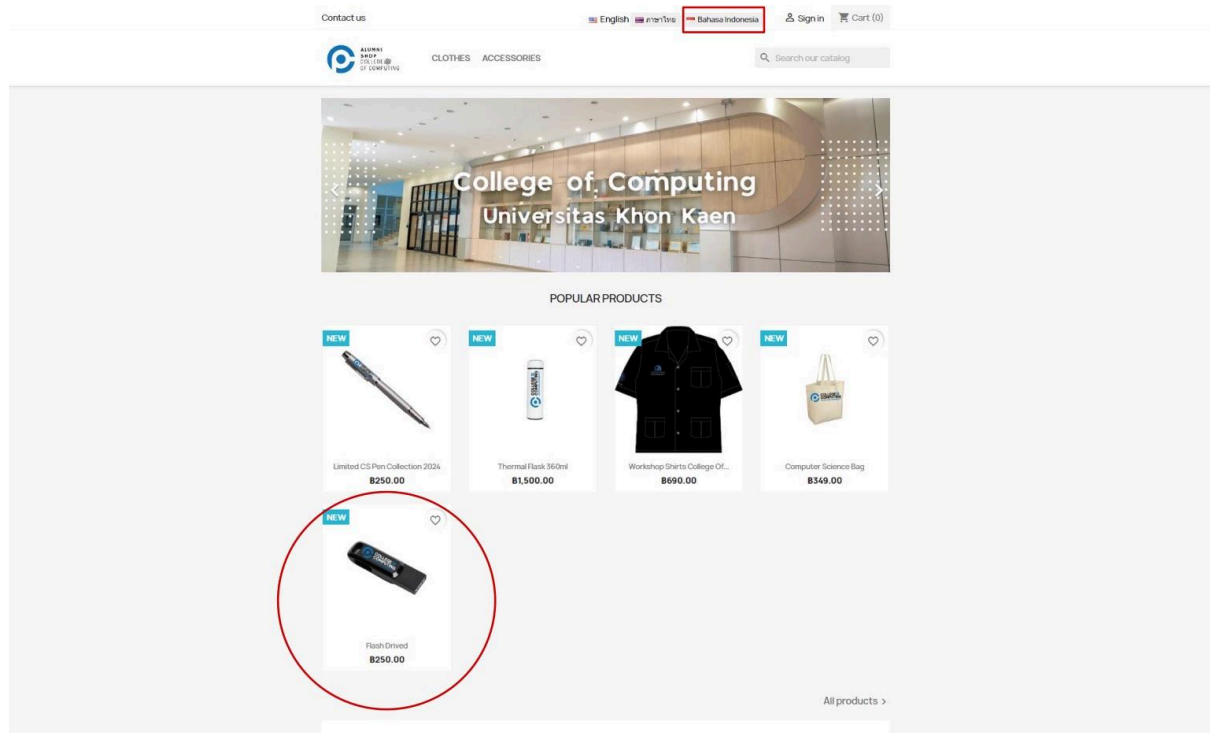 Contact us
English ภาษาไทย Bahasa Indonesia Sign in Cart (0)
ALUMNI
SHOP
COLLEGE
OF COMPUTING
CLOTHES ACCESSORIES
Search our catalog
College of Computing
Universitas Khon Kaen
POPULAR PRODUCTS
NEW NEW NEW NEW
Limited CS Pen Collection 2024 Thermal Flask 360ml Workshop Shirts College Of... Computer Science Bag
฿250.00 ฿1,500.00 ฿690.00 ฿349.00
NEW
COLLEGE
COMPUTING
Flash Drived
฿250.00
All products